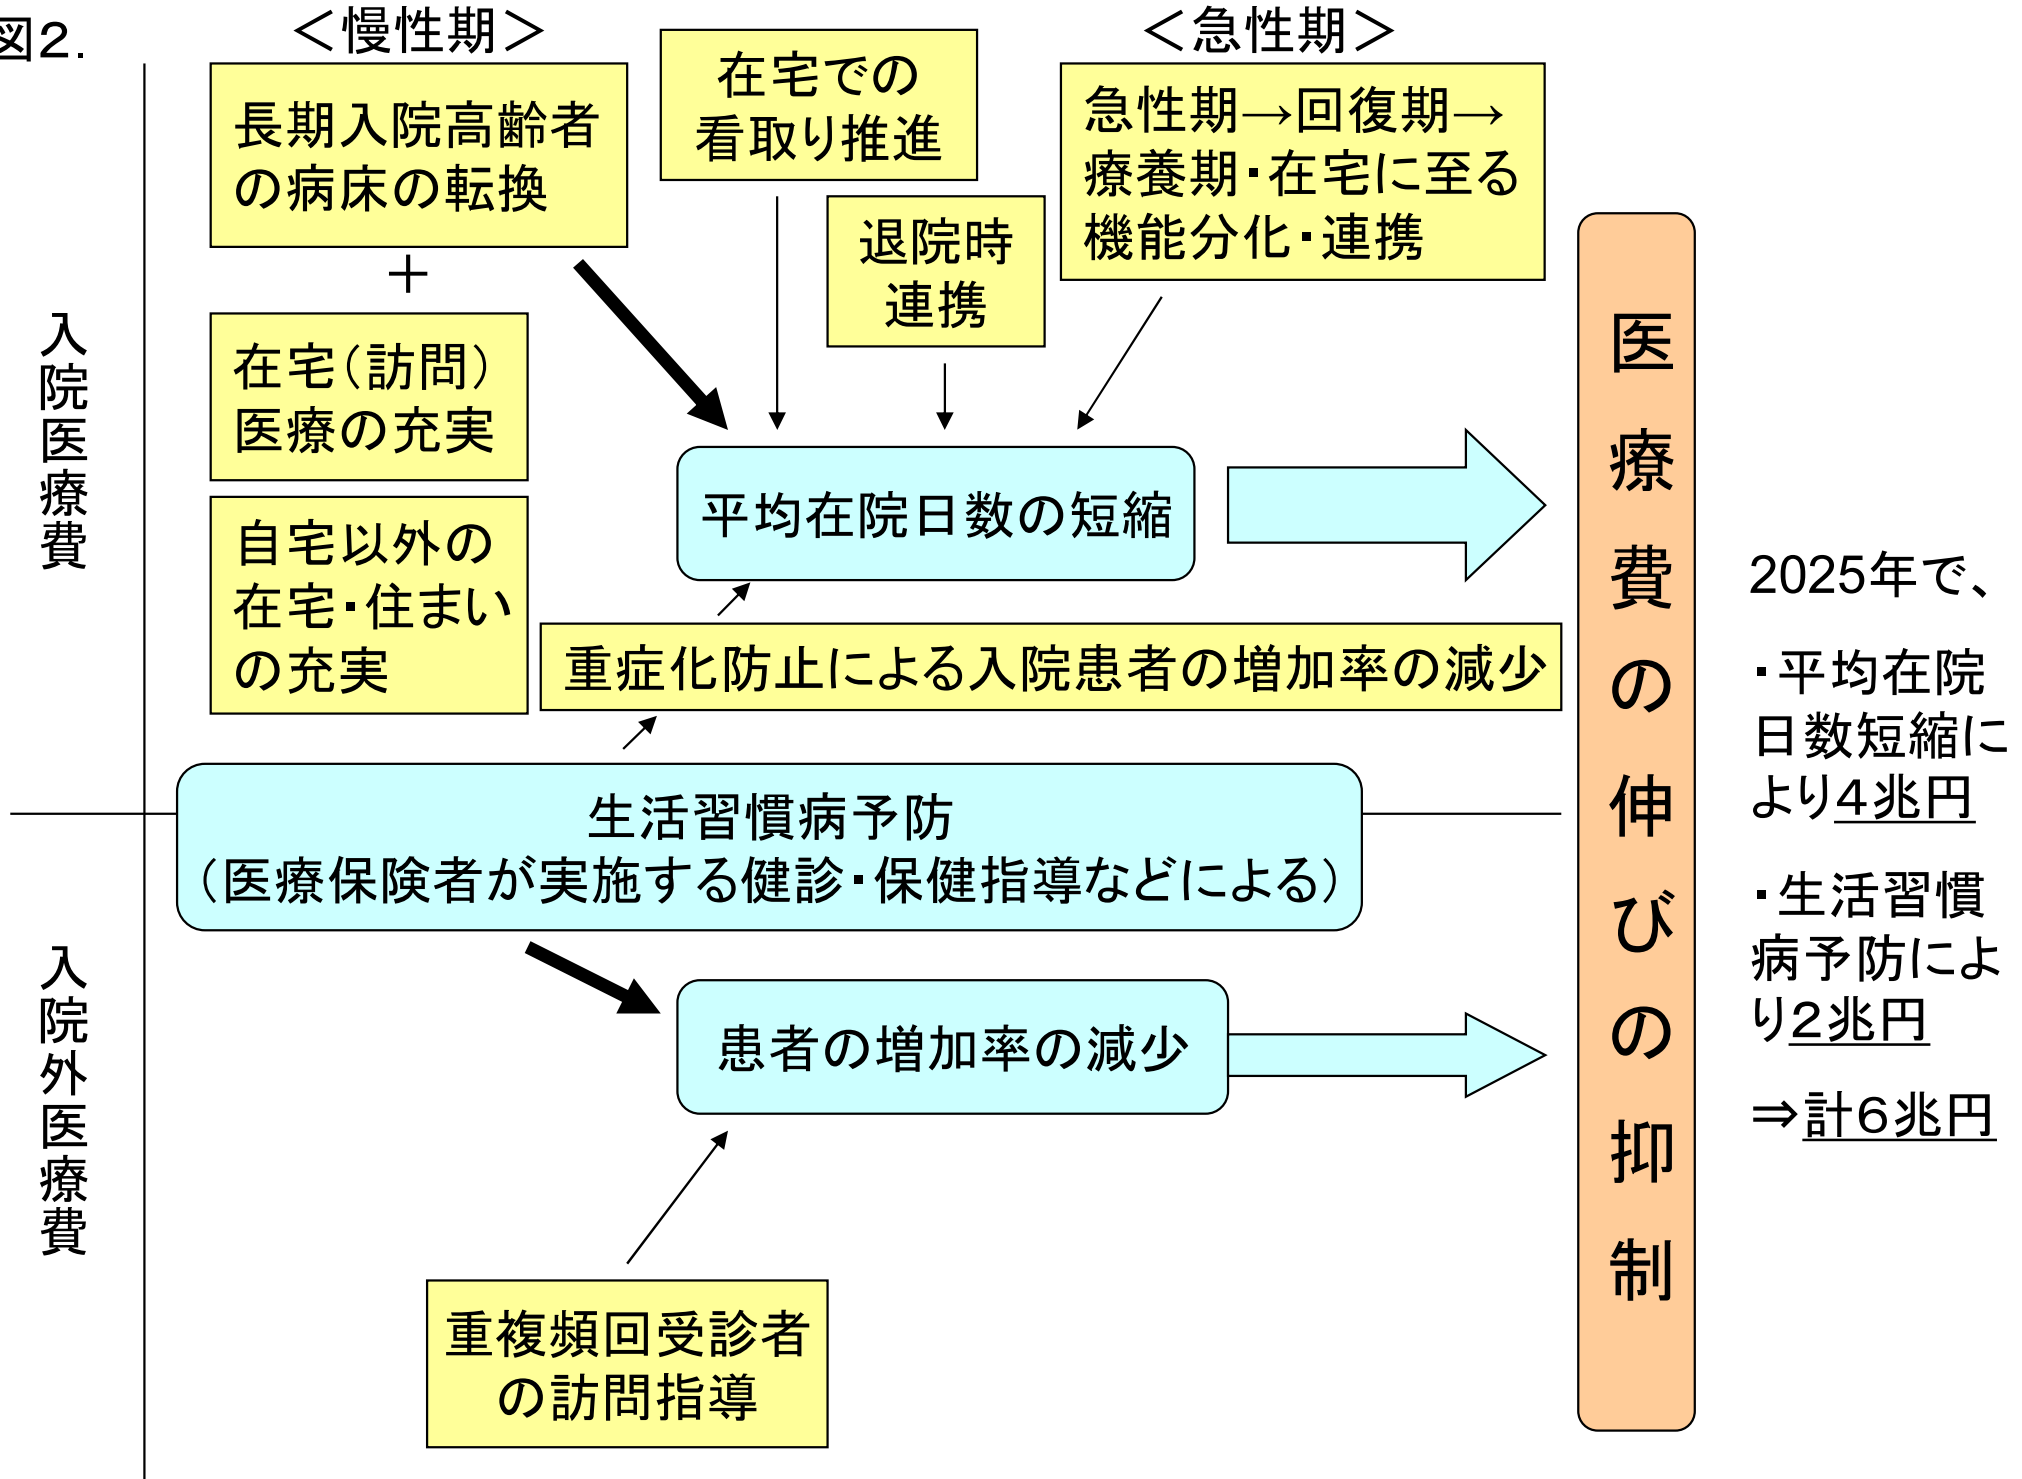 図2.
＜慢性期＞
＜急性期＞
長期入院高齢者
の病床の転換
＋
在宅（訪問）
医療の充実
自宅以外の
在宅・住まい
の充実
在宅での
看取り推進
退院時
連携
急性期→回復期→
療養期・在宅に至る
機能分化・連携
入院医療費
平均在院日数の短縮
重症化防止による入院患者の増加率の減少
生活習慣病予防
（医療保険者が実施する健診・保健指導などによる）
入院外医療費
患者の増加率の減少
重複頻回受診者
の訪問指導
医療費の伸びの抑制
2025年で、
・平均在院
日数短縮に
より４兆円
・生活習慣
病予防によ
り２兆円
⇒計６兆円